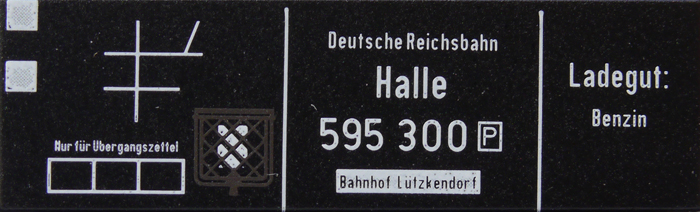 Nur für Übergangszettel
Deutsche Reichsbahn
Halle
595 300 P
Bahnhof Lützkendorf
Ladegut:
Benzin